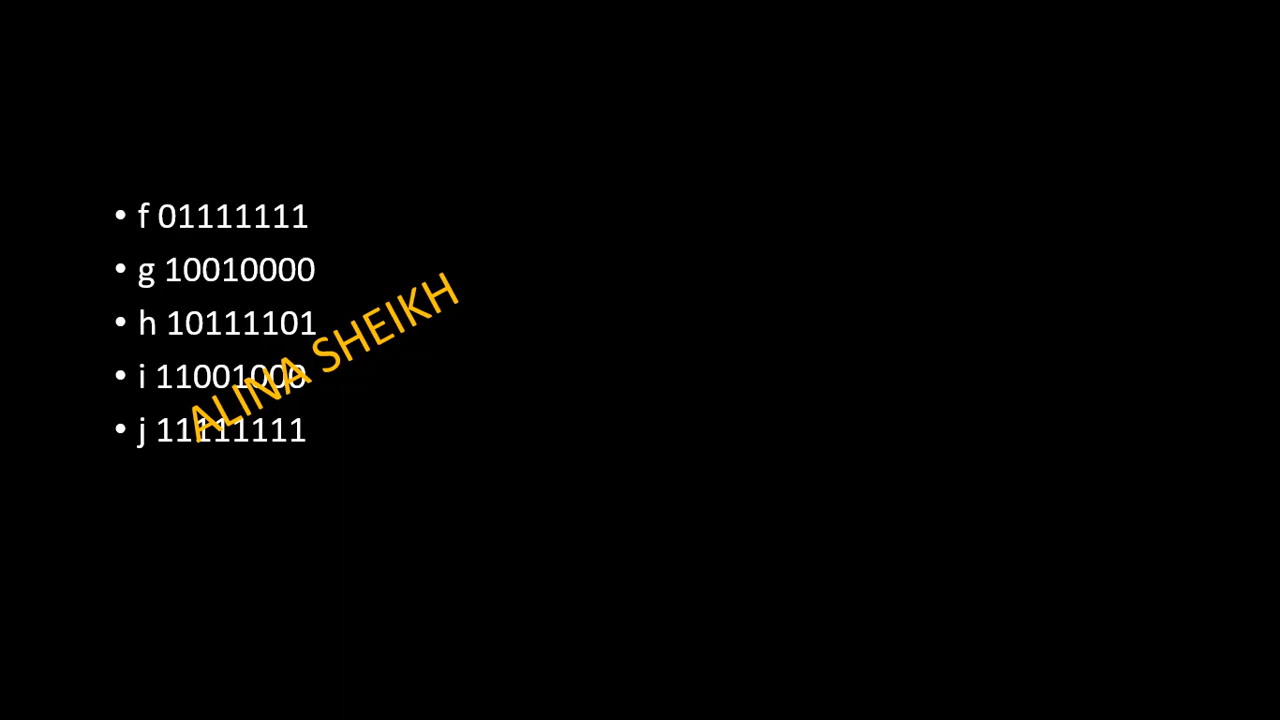 • f 01111111
• g 10010000
• h 10111101
• i 11001000
• j 11111111
ALINA SHEIKH